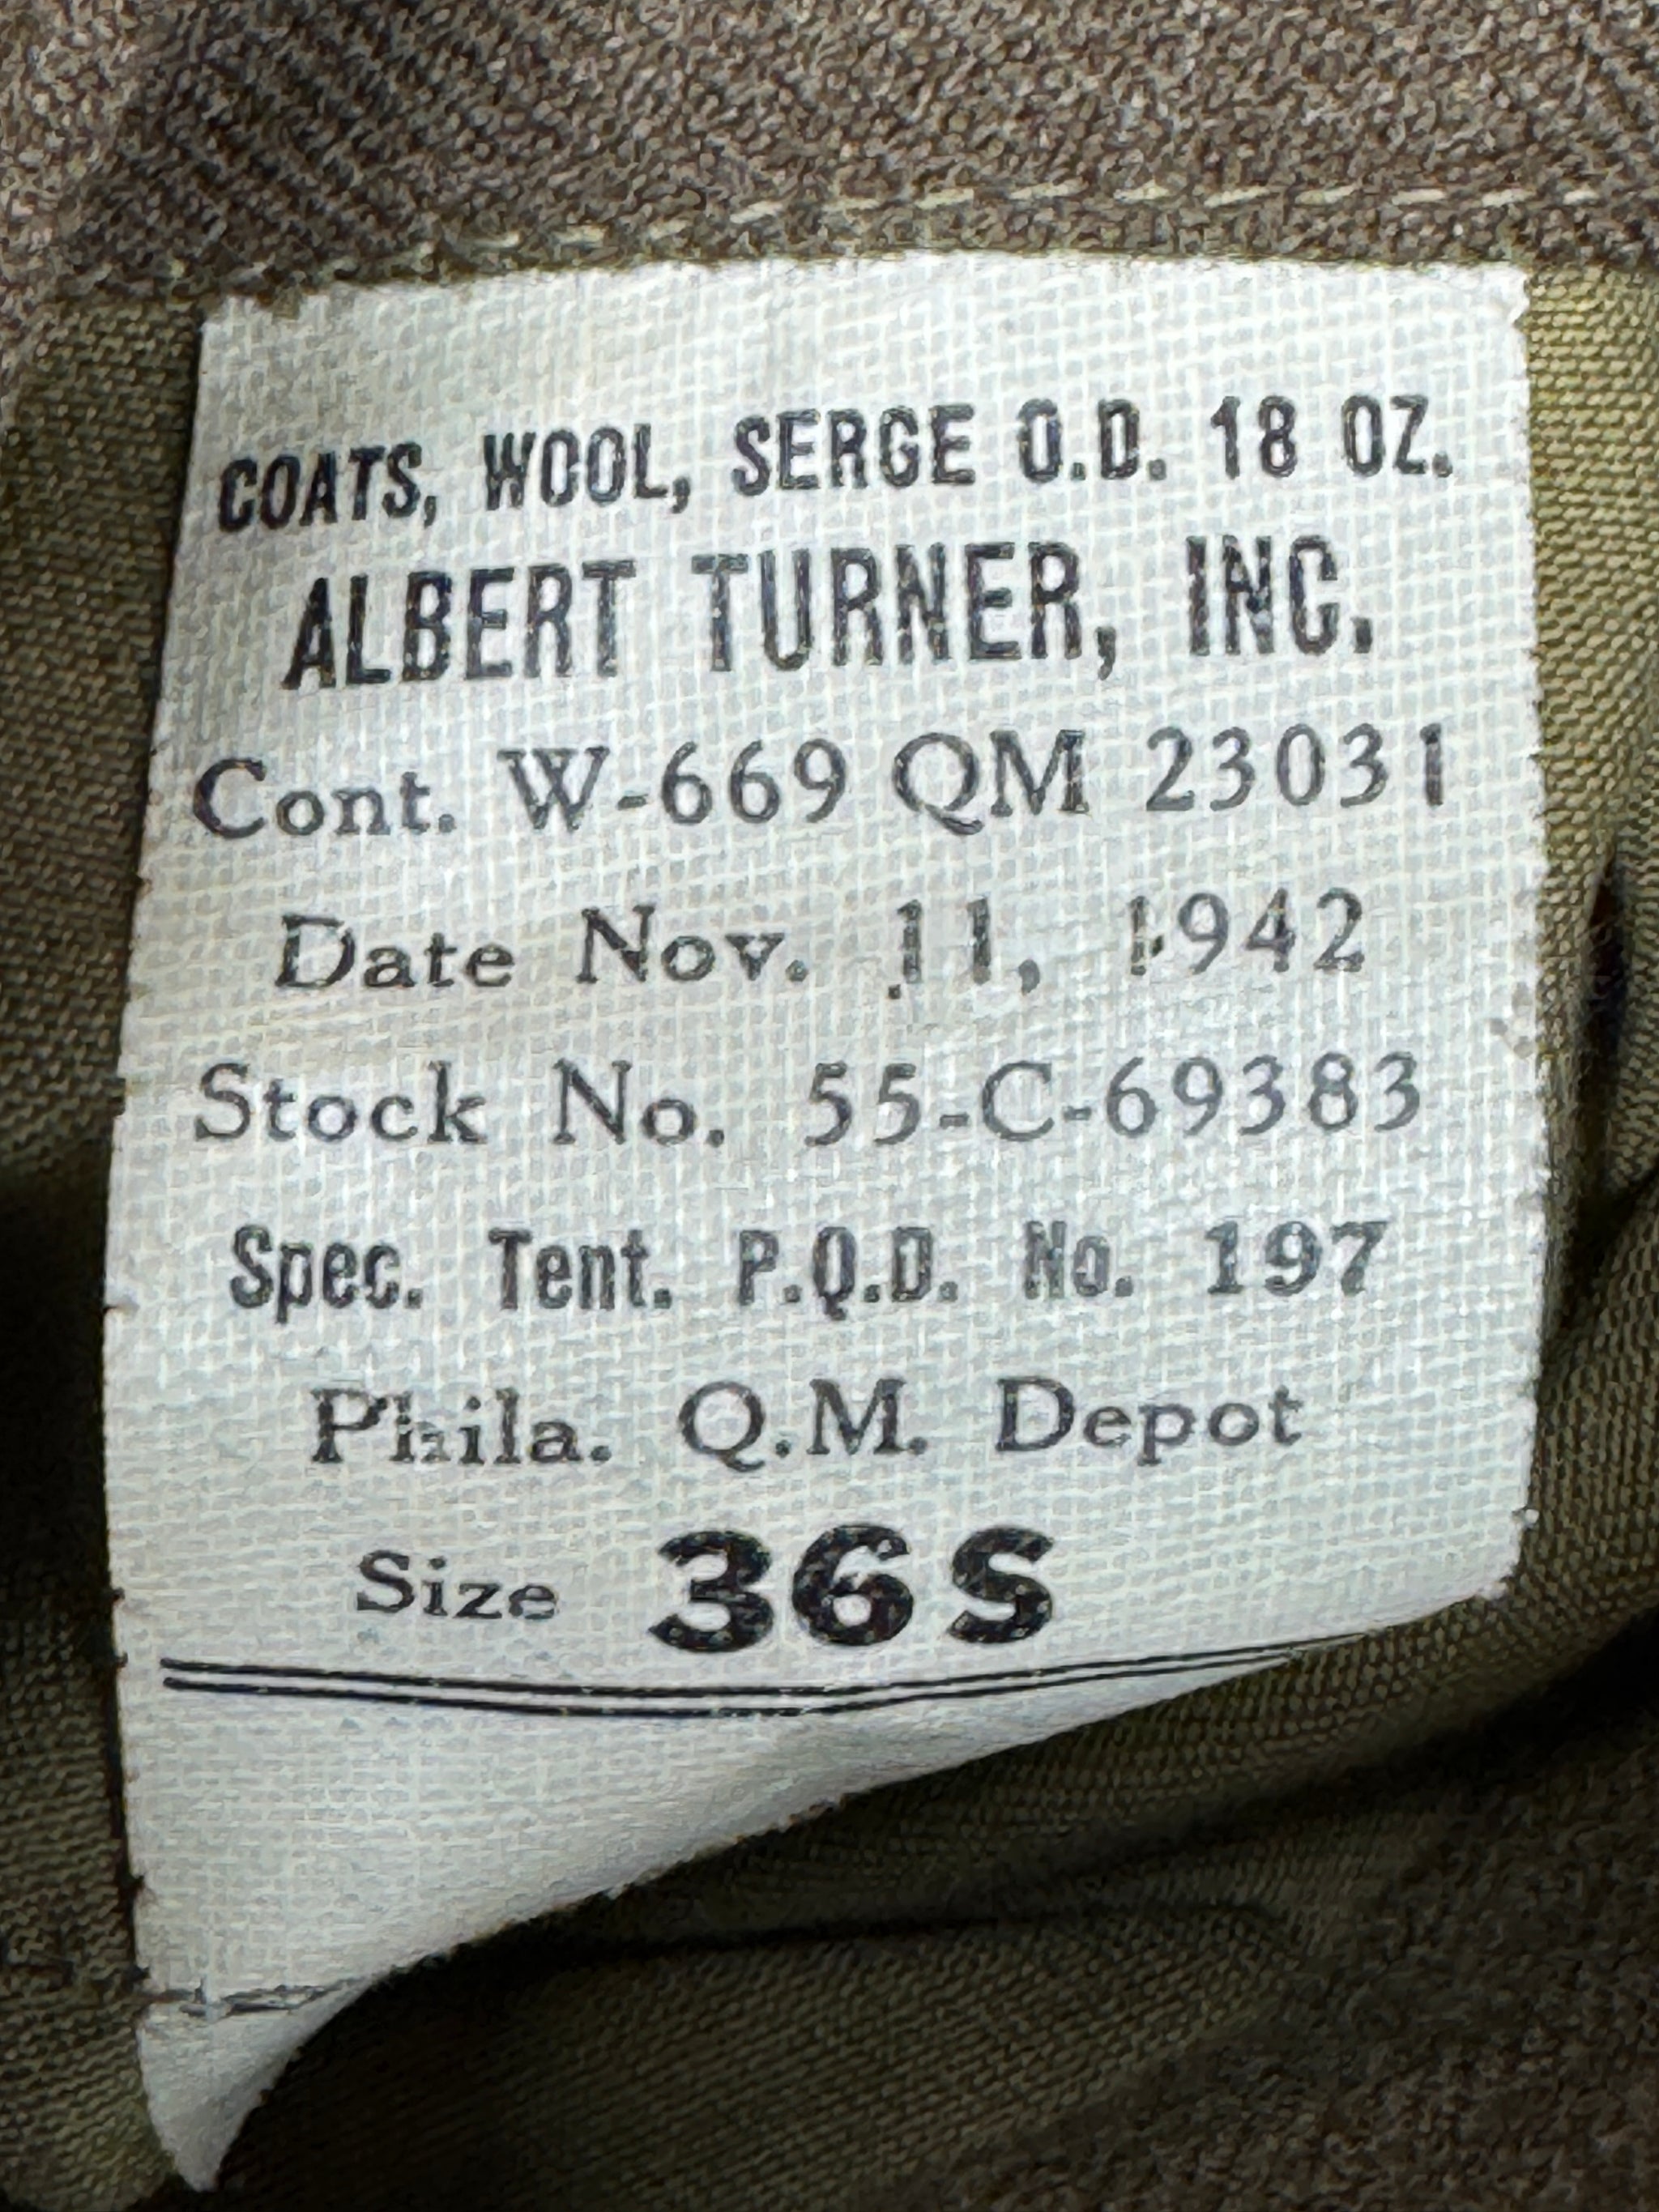 COATS, WOOL, SERGE O.D. 18 OZ.
ALBERT TURNER, INC.
Cont. W-669 QM 23031
Date Nov. 11, 1942
Stock No. 55-C-69383
Spec. Tent. P.Q.D. No. 197
Phila. Q.M. Depot
Size 36S